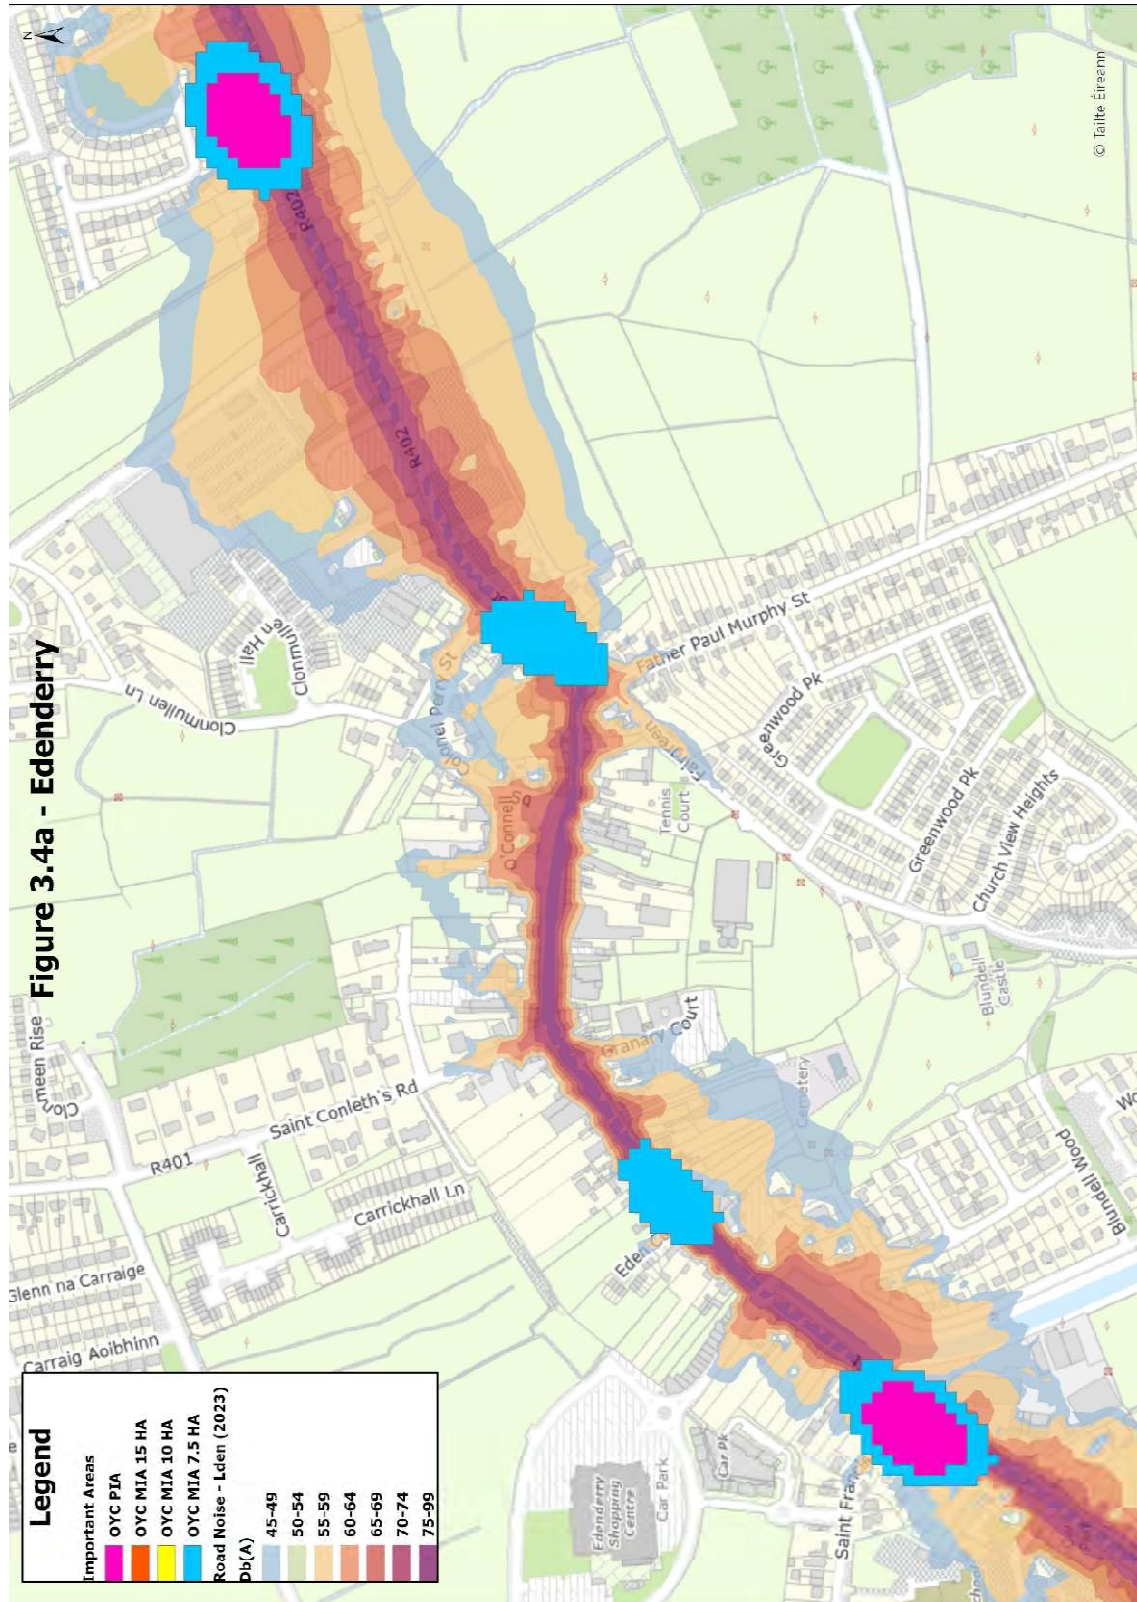 Figure 3.4a - Edenderry
N
Legend
Important Areas
OYC PIA
OYC MIA 15 HA
OYC MIA 10 HA
OYC MIA 7.5 HA
Road Noise - Lden (2023)
Db(A)
45-49
50-54
55-59
60-64
65-69
70-74
75-99
Carraig Aoibhinn
Glenn na Carraige
Carrickhall
Carrickhall Ln
R401
Saint Conleth's Rd
Clonmeen Rise
Clonmullen Ln
Clonmullen
Hall
Colonel Perry St
O'Connell
Sq
R402
R402
Edenderry
Shopping
Centre
Car Park
Car Pk
Granary Court
Tennis
Court
Fairgreen
Father Paul Murphy St
Greenwood Pk
Greenwood Pk
Church View Heights
Cemetery
Blundell
Castle
Blundell Wood
© Tailte Éireann